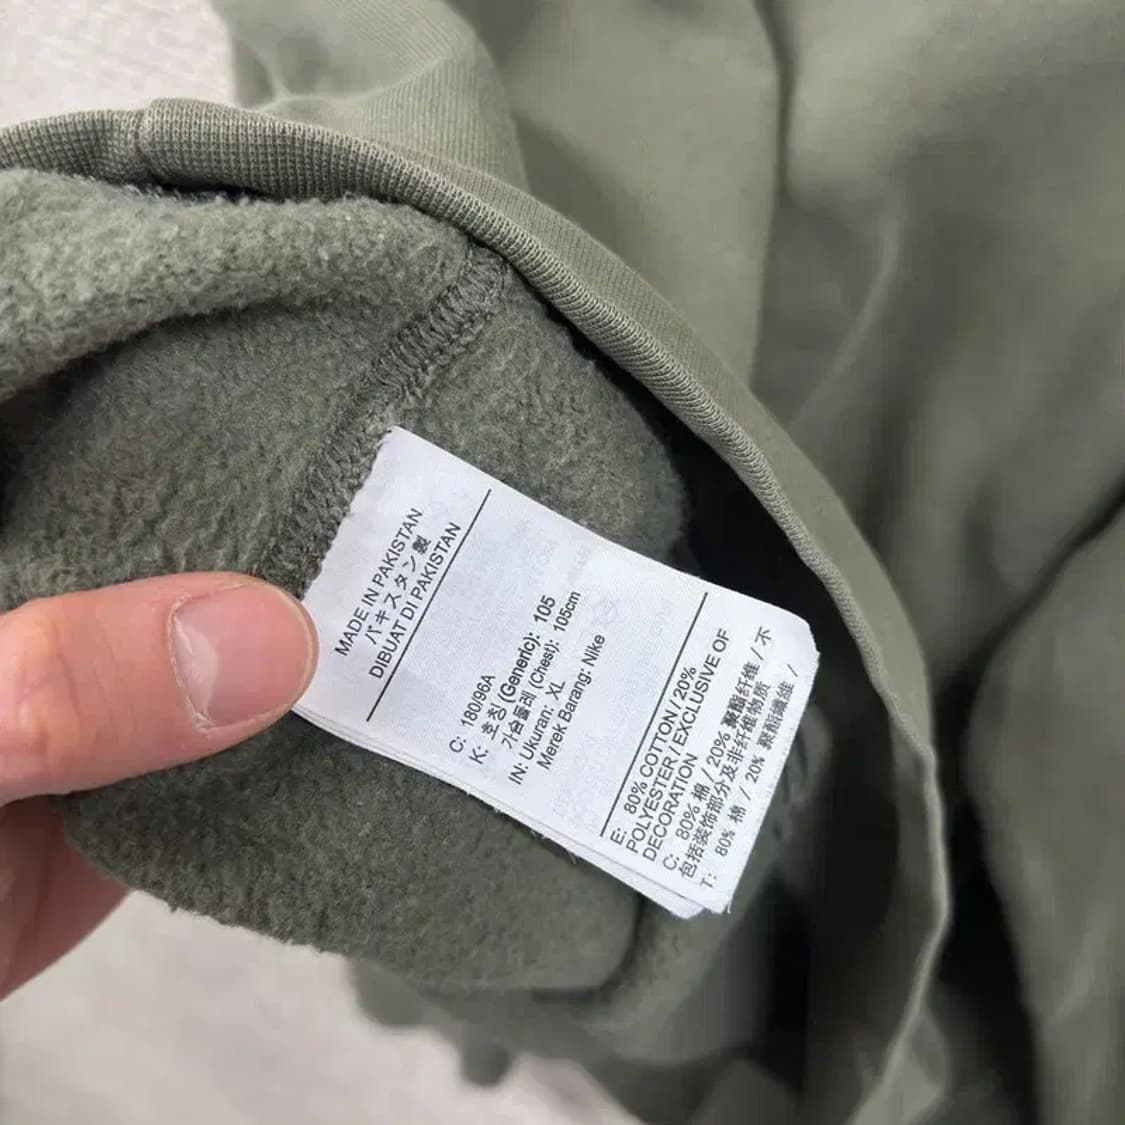 MADE IN PAKISTAN
パキスタン製
DIBUAT DI PAKISTAN
C: 180/96A
K: 호칭 (Generic): 105
가슴둘레 (Chest): 105cm
IN: Ukuran: XL
Merek Barang: Nike
E: 80% COTTON / 20%
POLYESTER / EXCLUSIVE OF
DECORATION
C: 80% 棉 / 20% 聚酯纤维 / 不
包括装饰部分及非纤维物质
T: 80% 棉 / 20% 聚酯纖維 /